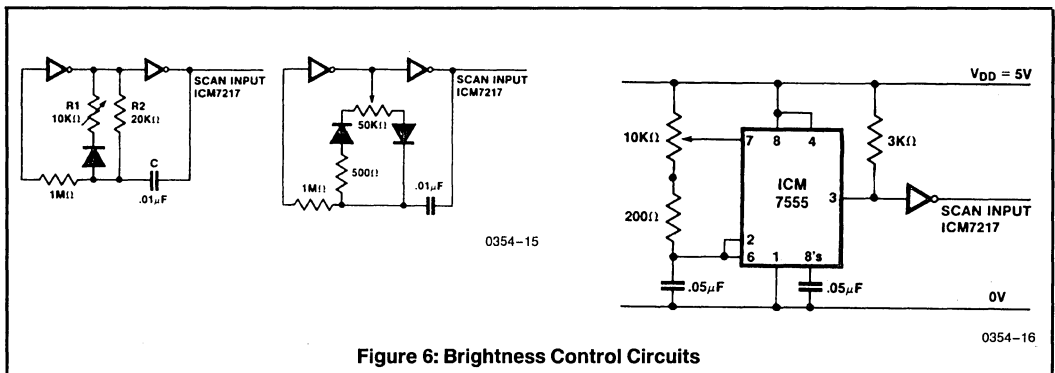 SCAN INPUT
ICM7217
R1
10KΩ
R2
20KΩ
1MΩ
C
.01μF
SCAN INPUT
ICM7217
50KΩ
500Ω
1MΩ
.01μF
0354–15
VDD = 5V
10KΩ
7
8
4
3KΩ
ICM
7555
3
SCAN INPUT
ICM7217
200Ω
2
6
1
8's
.05μF
.05μF
0V
0354–16
Figure 6: Brightness Control Circuits